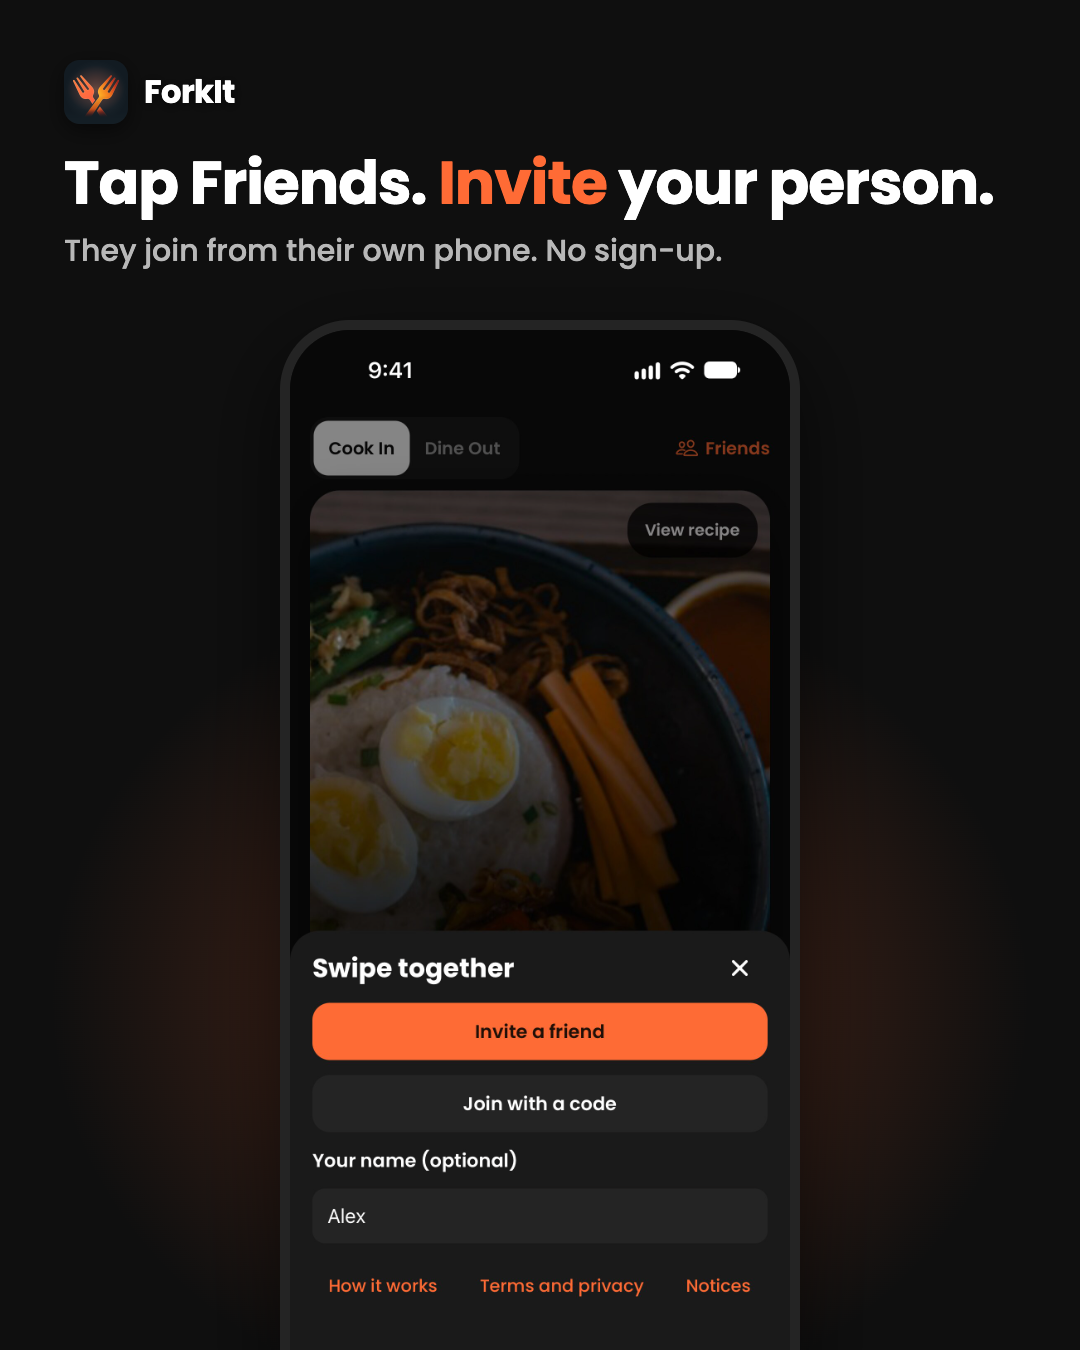 ForkIt
Tap Friends. Invite your person.
They join from their own phone. No sign-up.
9:41
Cook In Dine Out Friends
View recipe
Swipe together
Invite a friend
Join with a code
Your name (optional)
Alex
How it works Terms and privacy Notices